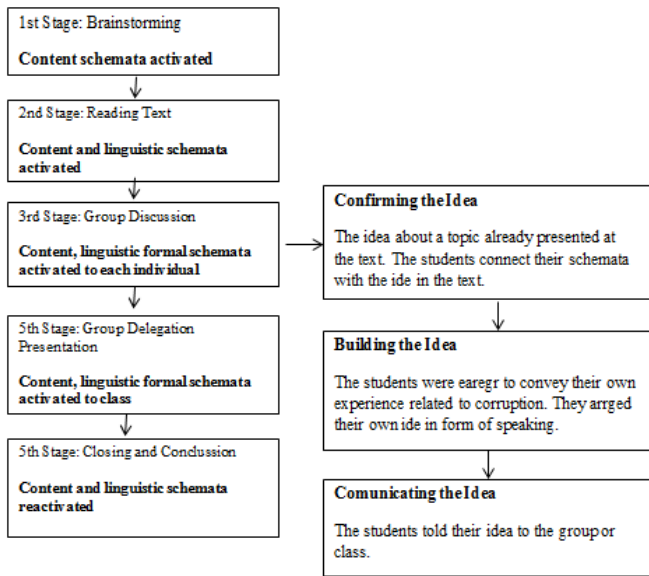 1st Stage: Brainstorming
Content schemata activated
2nd Stage: Reading Text
Content and linguistic schemata
activated
3rd Stage: Group Discussion
Content, linguistic formal schemata
activated to each individual
5th Stage: Group Delegation
Presentation
Content, linguistic formal schemata
activated to class
5th Stage: Closing and Conclussion
Content and linguistic schemata
reactivated
Confirming the Idea
The idea about a topic already presented at
the text. The students connect their schemata
with the ide in the text.
Building the Idea
The students were earegr to convey their own
experience related to corruption. They arrged
their own ide in form of speaking.
Comunicating the Idea
The students told their idea to the group or
class.